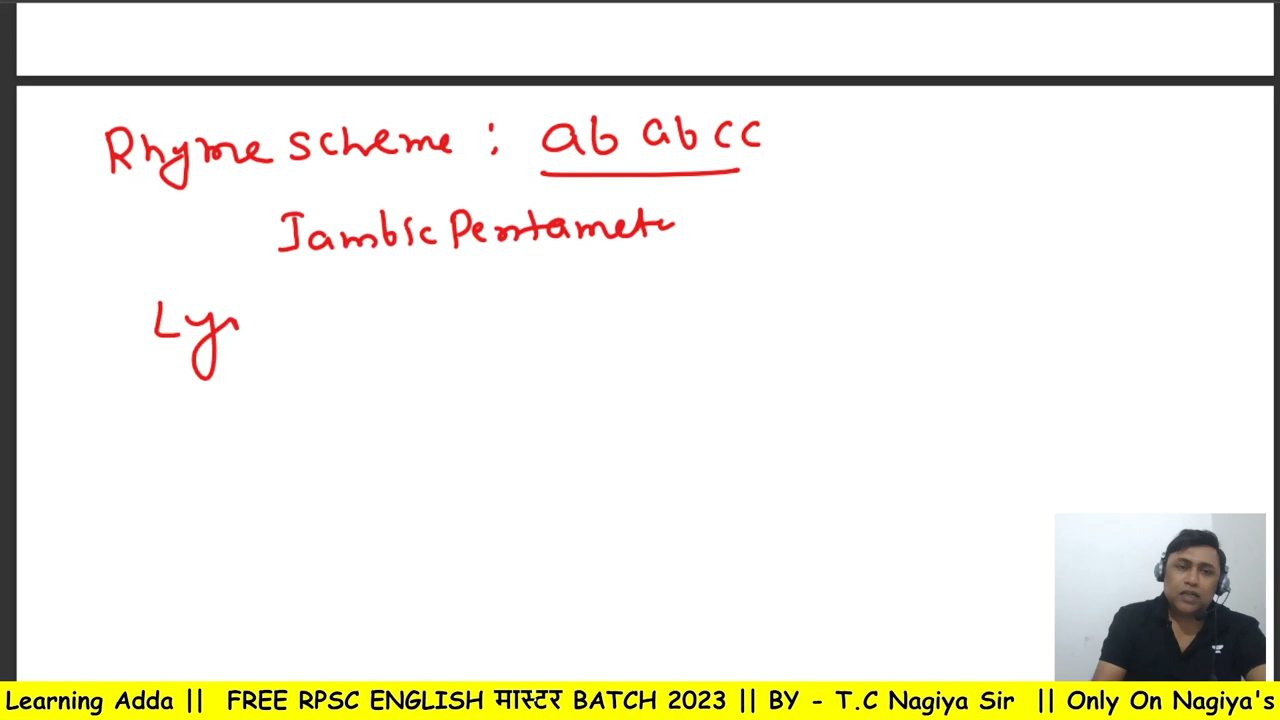 Rhyme scheme : ab ab cc
Iambic Pentamete
Lyr
Learning Adda || FREE RPSC ENGLISH मास्टर BATCH 2023 || BY - T.C Nagiya Sir || Only On Nagiya's